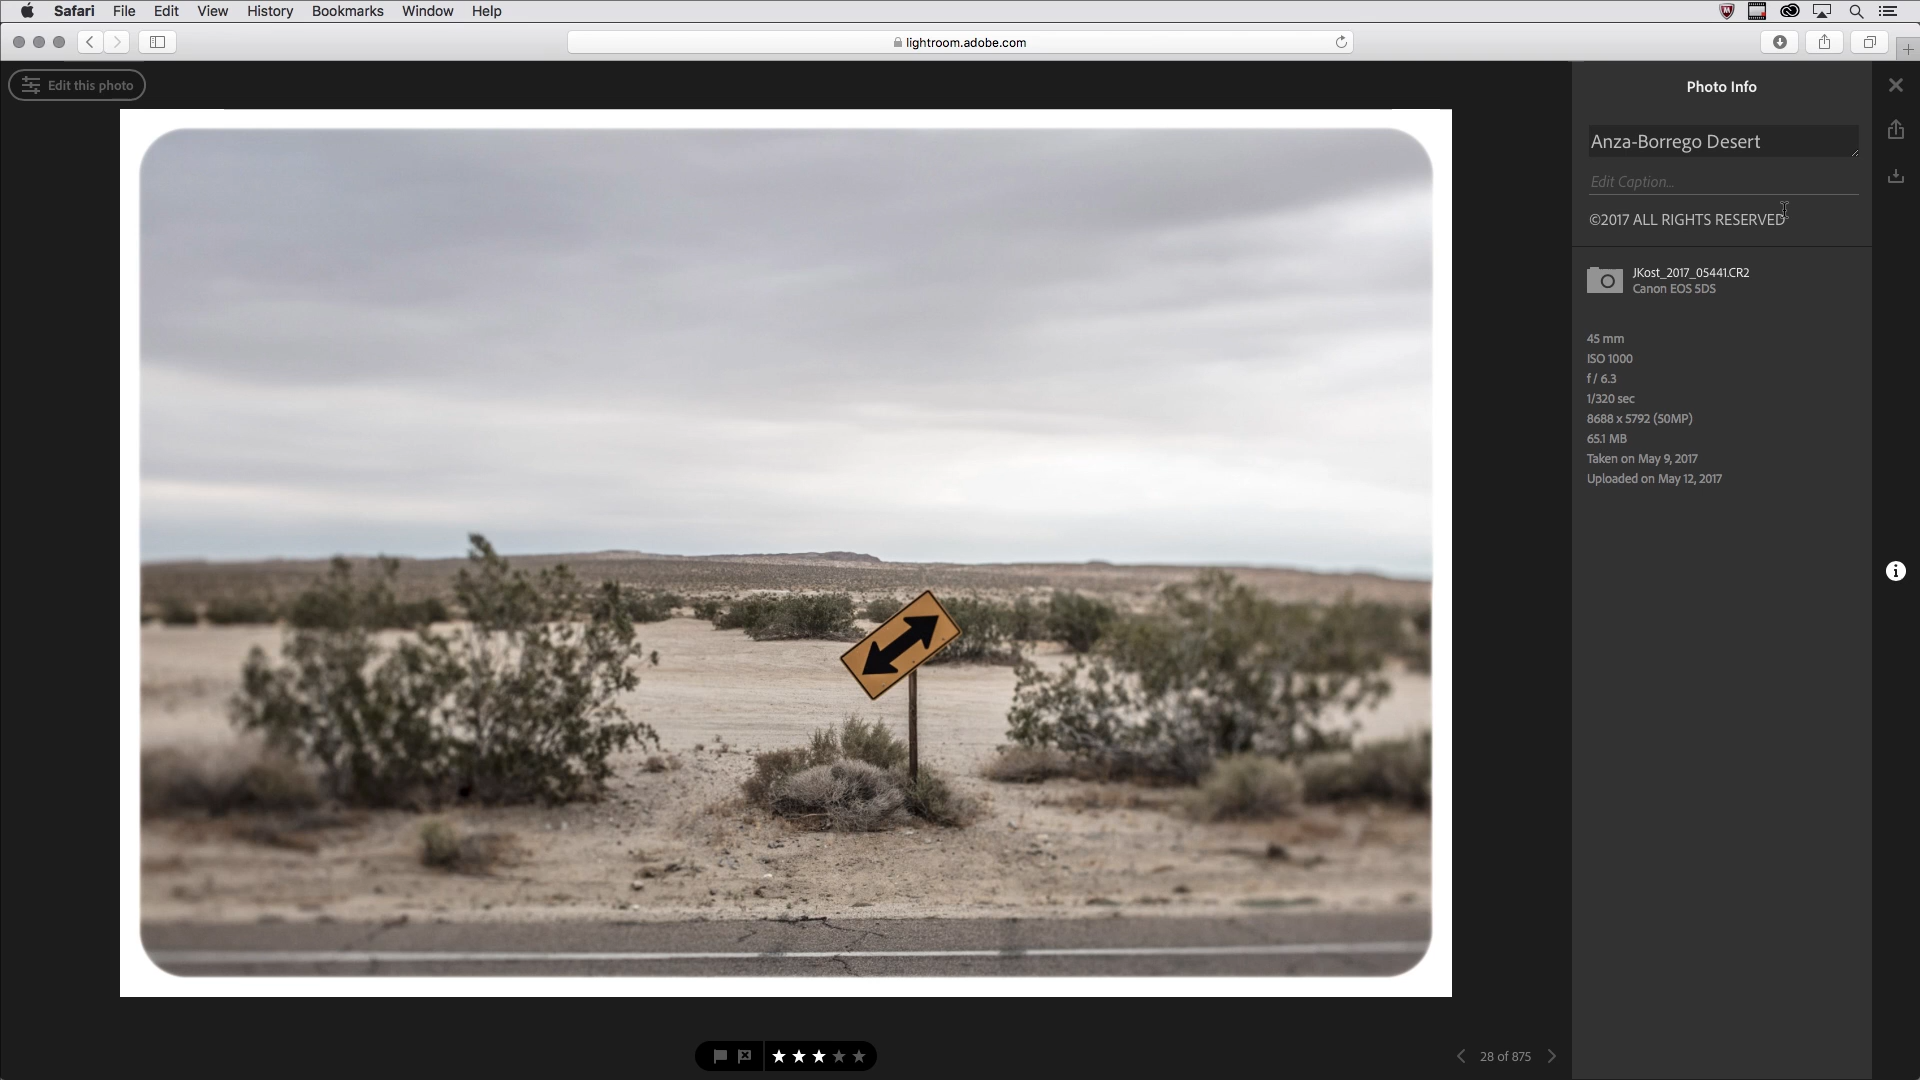 Safari File Edit View History Bookmarks Window Help
lightroom.adobe.com
Edit this photo
Photo Info
Anza-Borrego Desert
Edit Caption...
©2017 ALL RIGHTS RESERVED
JKost_2017_05441.CR2
Canon EOS 5DS
45 mm
ISO 1000
f / 6.3
1/320 sec
8688 x 5792 (50MP)
65.1 MB
Taken on May 9, 2017
Uploaded on May 12, 2017
28 of 875